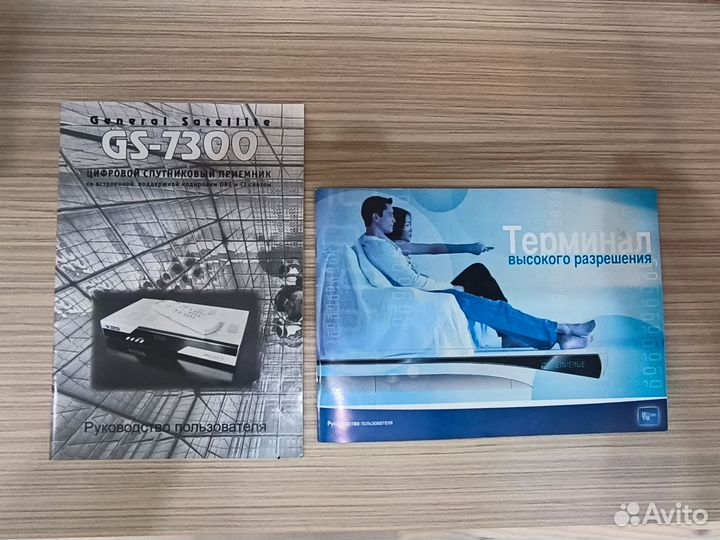 General Satellite
GS-7300
ЦИФРОВОЙ СПУТНИКОВЫЙ ПРИЕМНИК
со встроенной поддержкой кодировки DRE и CI слотом
Руководство пользователя
Терминал
высокого разрешения
BIENVENUE
Руководство пользователя
Avito